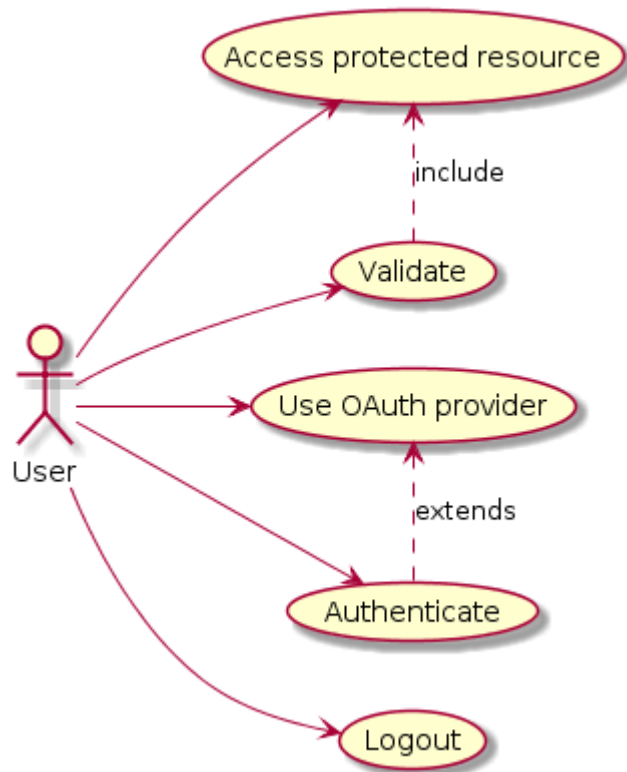 Access protected resource
include
Validate
Use OAuth provider
User
extends
Authenticate
Logout